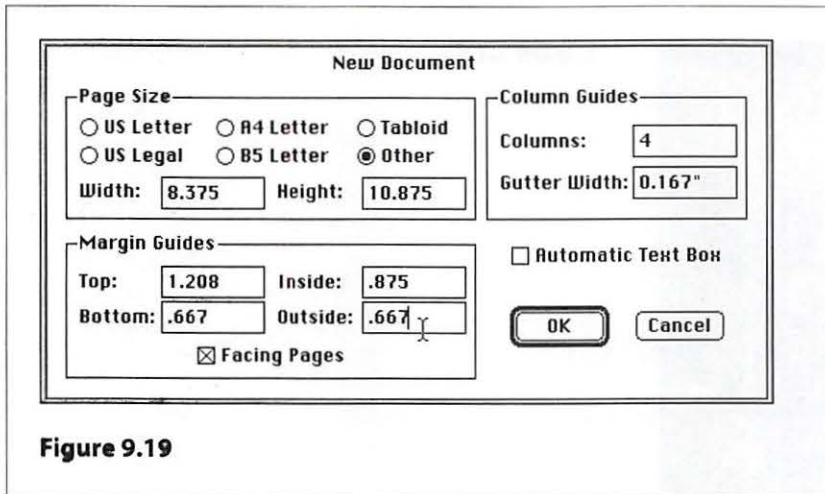 New Document
Page Size
US Letter A4 Letter Tabloid
US Legal B5 Letter Other
Width: 8.375 Height: 10.875
Column Guides
Columns: 4
Gutter Width: 0.167"
Margin Guides
Top: 1.208 Inside: .875
Bottom: .667 Outside: .667
Facing Pages
Automatic Text Box
OK Cancel
Figure 9.19